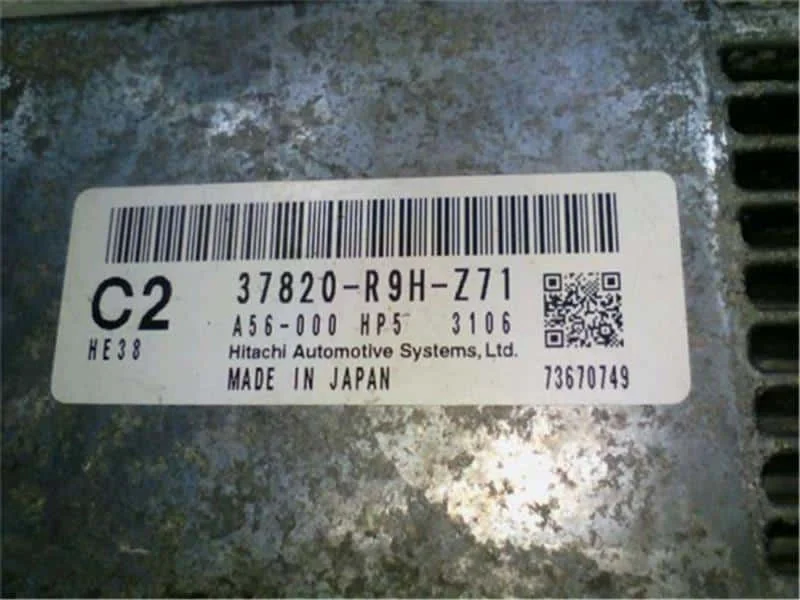 C2
37820-R9H-Z71
A56-000 HP5 3106
HE38
Hitachi Automotive Systems, Ltd.
MADE IN JAPAN
73670749